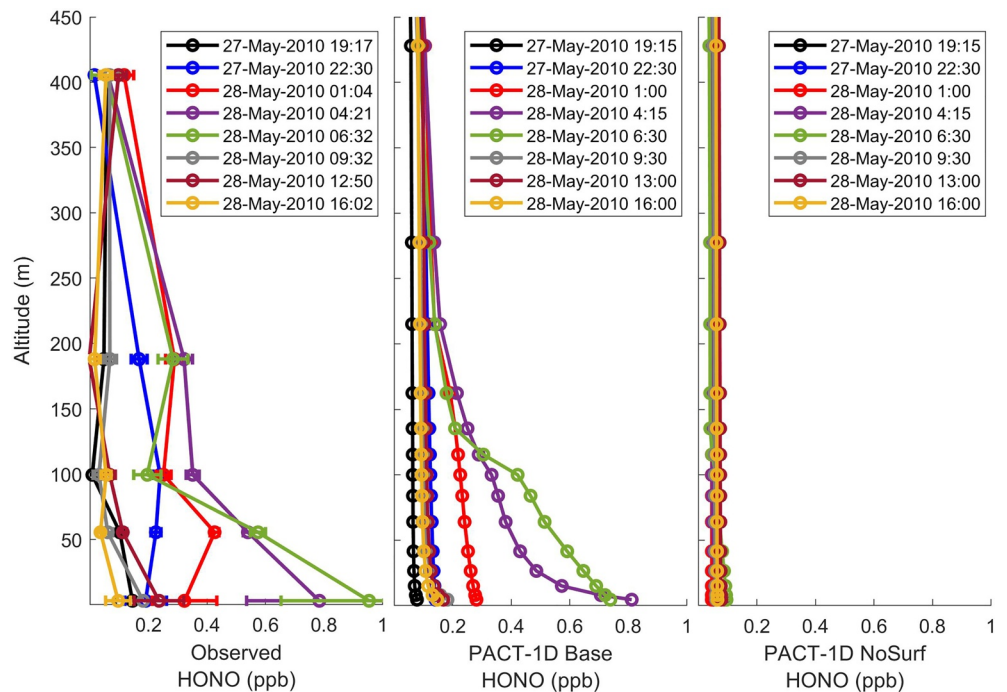 450
400
350
300
250
200
150
100
50
Altitude (m)
27-May-2010 19:17
27-May-2010 22:30
28-May-2010 01:04
28-May-2010 04:21
28-May-2010 06:32
28-May-2010 09:32
28-May-2010 12:50
28-May-2010 16:02
0.2 0.4 0.6 0.8 1
Observed
HONO (ppb)
27-May-2010 19:15
27-May-2010 22:30
28-May-2010 1:00
28-May-2010 4:15
28-May-2010 6:30
28-May-2010 9:30
28-May-2010 13:00
28-May-2010 16:00
0.2 0.4 0.6 0.8 1
PACT-1D Base
HONO (ppb)
27-May-2010 19:15
27-May-2010 22:30
28-May-2010 1:00
28-May-2010 4:15
28-May-2010 6:30
28-May-2010 9:30
28-May-2010 13:00
28-May-2010 16:00
0.2 0.4 0.6 0.8 1
PACT-1D NoSurf
HONO (ppb)